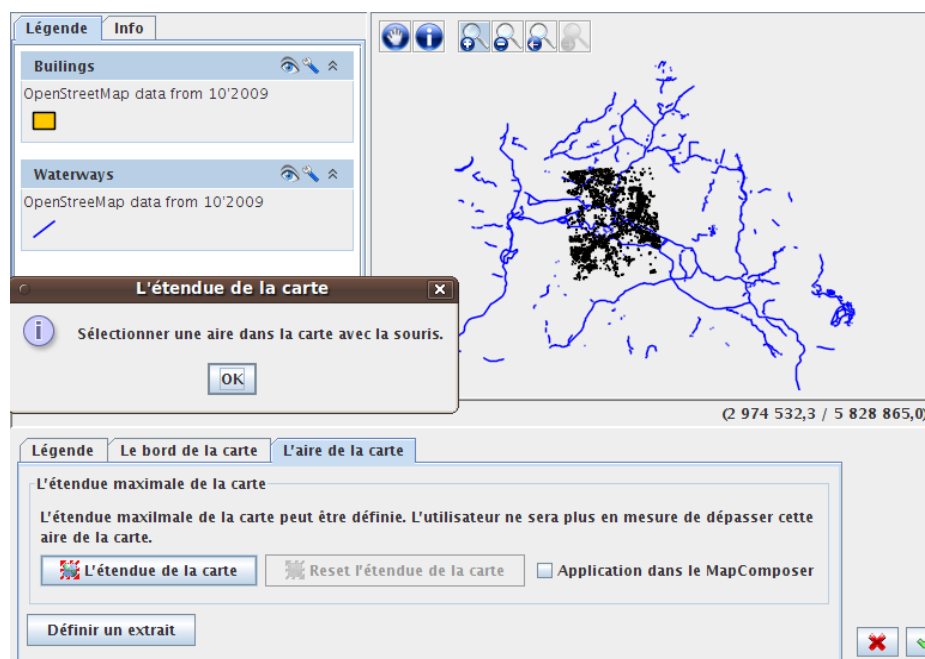 Légende Info
Builings
OpenStreetMap data from 10'2009
Waterways
OpenStreeMap data from 10'2009
L'étendue de la carte
Sélectionner une aire dans la carte avec la souris.
OK
(2 974 532,3 / 5 828 865,0)
Légende Le bord de la carte L'aire de la carte
L'étendue maximale de la carte
L'étendue maxilmale de la carte peut être définie. L'utilisateur ne sera plus en mesure de dépasser cette
aire de la carte.
L'étendue de la carte Reset l'étendue de la carte Application dans le MapComposer
Définir un extrait